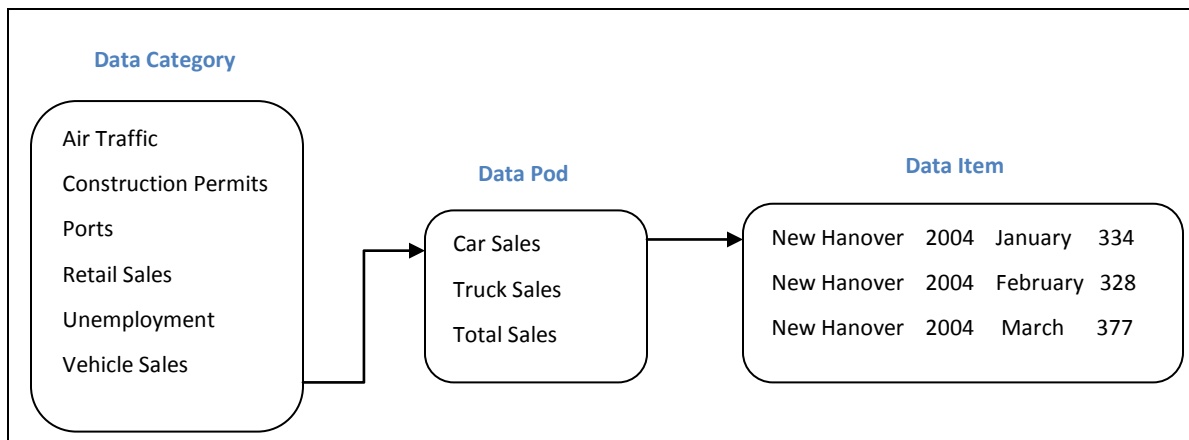 Data Category
Air Traffic
Construction Permits
Ports
Retail Sales
Unemployment
Vehicle Sales
Data Pod
Car Sales
Truck Sales
Total Sales
Data Item
New Hanover 2004 January 334
New Hanover 2004 February 328
New Hanover 2004 March 377